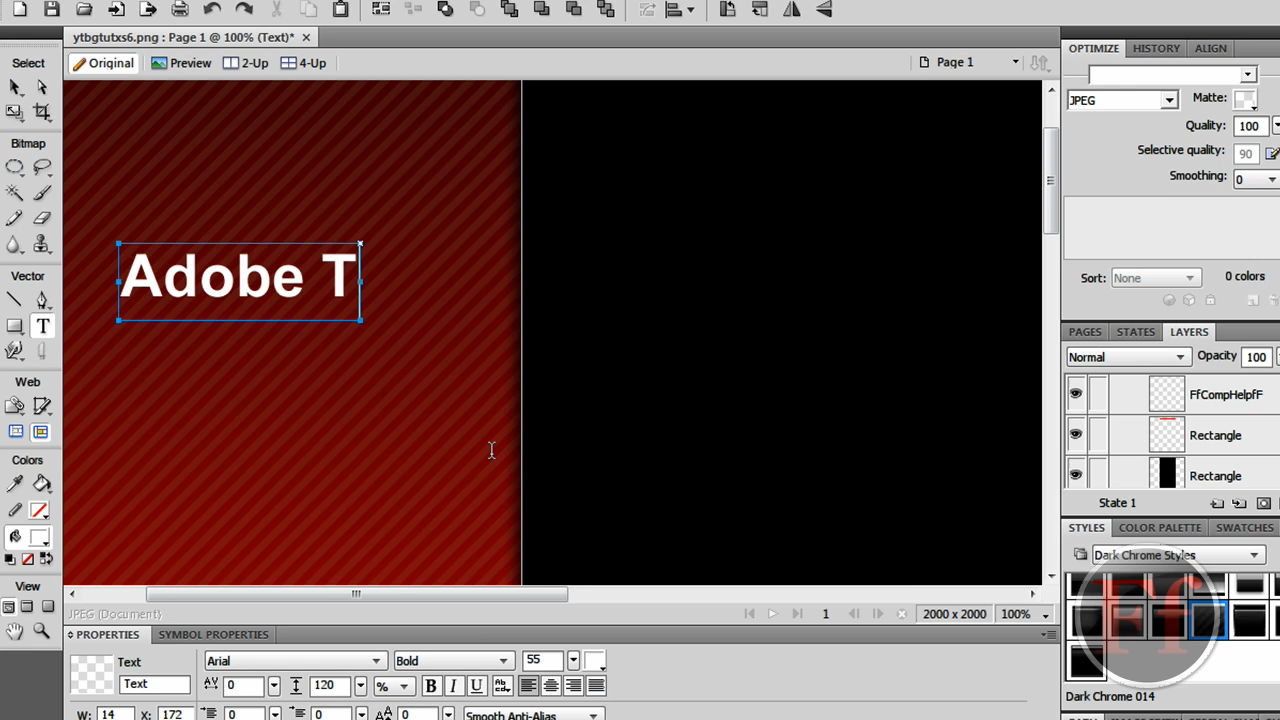 ytbgtutxs6.png : Page 1 @ 100% (Text)* ×
Original Preview 2-Up 4-Up Page 1
Select
Bitmap
Vector
Web
Colors
View
Adobe T
OPTIMIZE HISTORY ALIGN
JPEG Matte:
Quality: 100
Selective quality: 90
Smoothing: 0
Sort: None 0 colors
PAGES STATES LAYERS
Normal Opacity 100
FfCompHelpfF
Rectangle
Rectangle
State 1
STYLES COLOR PALETTE SWATCHES
Dark Chrome Styles
Ff
Dark Chrome 014
JPEG (Document) 1 2000 x 2000 100%
PROPERTIES SYMBOL PROPERTIES
Text Arial Bold 55
Text 0 120 % B I U
W: 14 X: 172 0 0 0 Smooth Anti-Alias